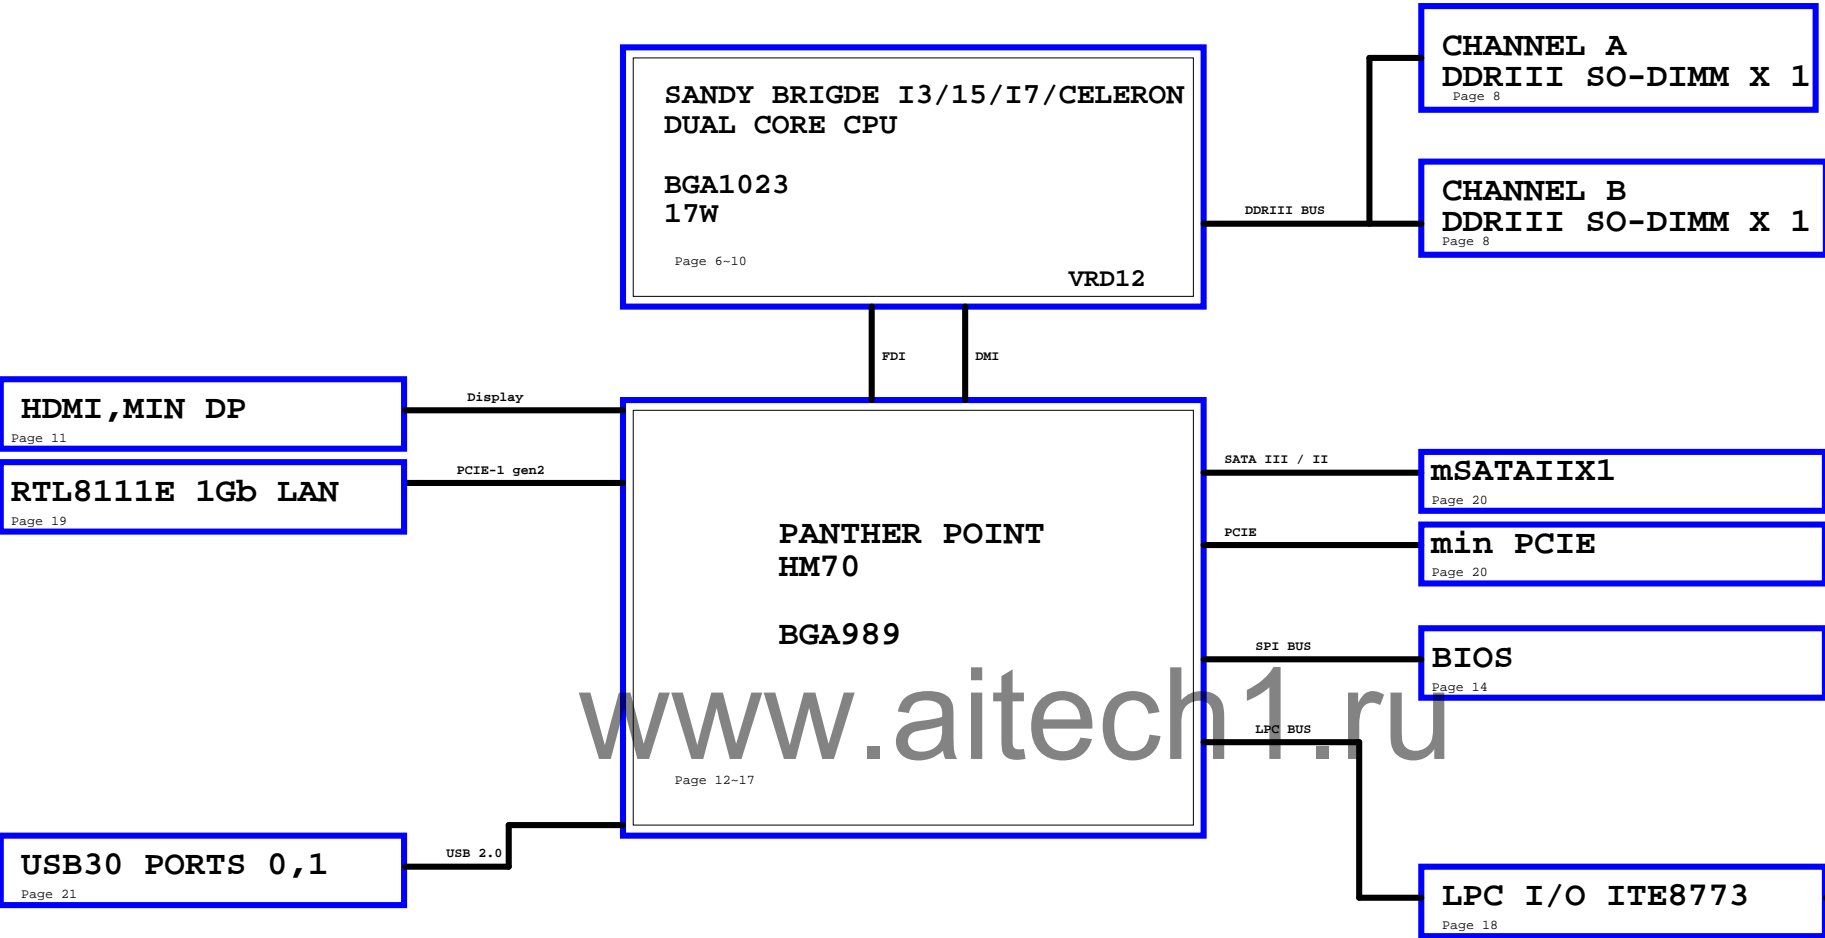 CHANNEL A
DDRIII SO-DIMM X 1
Page 8
SANDY BRIGDE I3/15/I7/CELERON
DUAL CORE CPU
BGA1023
17W
Page 6~10
VRD12
DDRIII BUS
CHANNEL B
DDRIII SO-DIMM X 1
Page 8
FDI
DMI
HDMI,MIN DP
Page 11
Display
RTL8111E 1Gb LAN
Page 19
PCIE-1 gen2
PANTHER POINT
HM70
BGA989
Page 12~17
SATA III / II
mSATAIIX1
Page 20
PCIE
min PCIE
Page 20
SPI BUS
BIOS
Page 14
www.aitech1.ru
LPC BUS
USB30 PORTS 0,1
Page 21
USB 2.0
LPC I/O ITE8773
Page 18